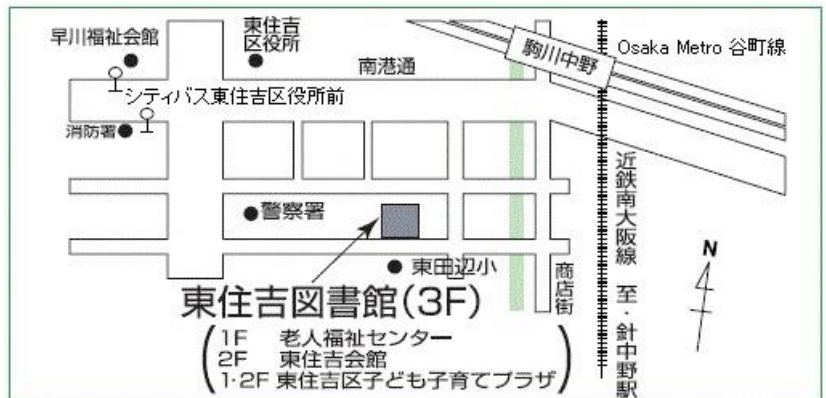 早川福祉会館
東住吉
区役所
南港通
駒川中野
Osaka Metro 谷町線
シティバス東住吉区役所前
消防署
警察署
東田辺小
商店街
近鉄南大阪線 至・針中野駅
N
東住吉図書館(3F)
1F 老人福祉センター
2F 東住吉会館
1・2F 東住吉区子ども子育てプラザ